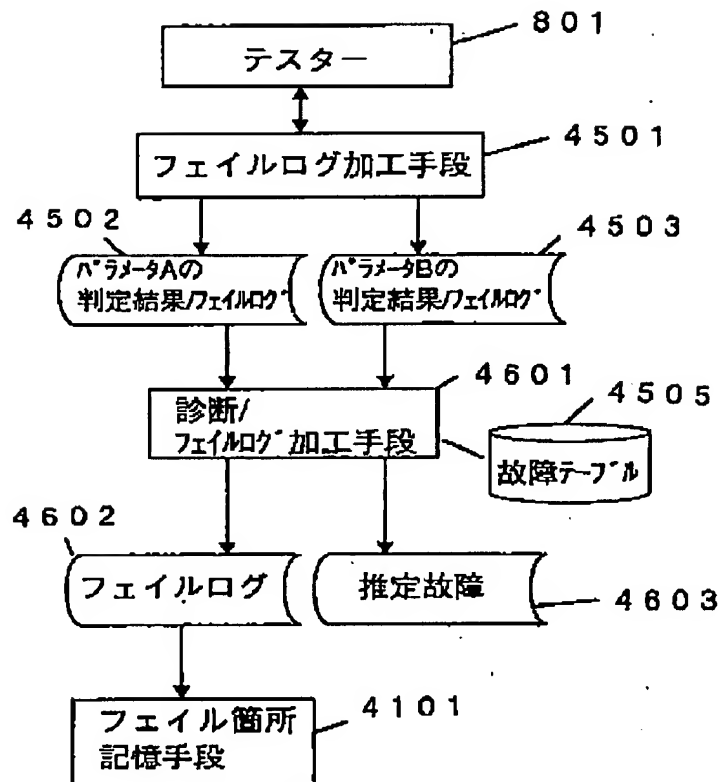 801
テスター
4501
フェイルログ加工手段
4502
4503
パラメータAの
判定結果/フェイルログ
パラメータBの
判定結果/フェイルログ
4601
4505
診断/
フェイルログ加工手段
故障テーブル
4602
フェイルログ
推定故障
4603
4101
フェイル箇所
記憶手段